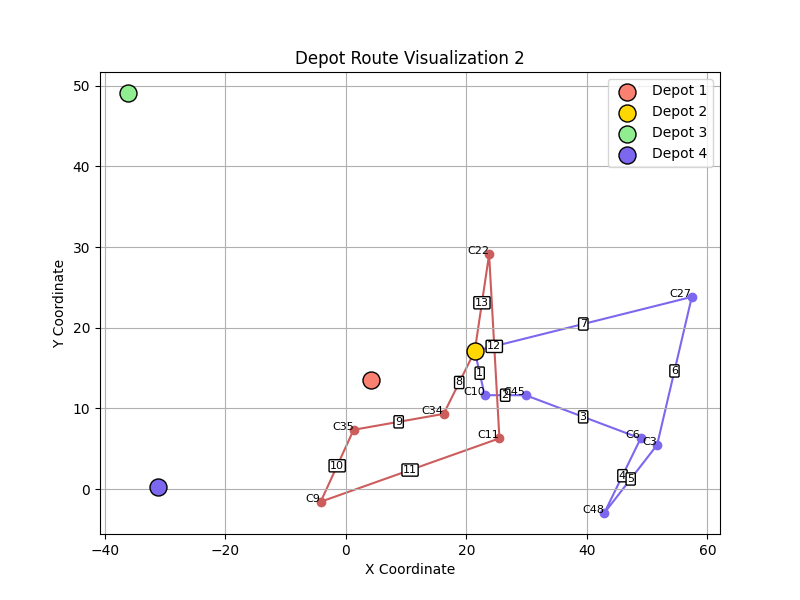 Depot Route Visualization 2
Depot 1
Depot 2
Depot 3
Depot 4
Y Coordinate
50
40
30
20
10
0
−40
−20
0
20
40
60
X Coordinate
C22
C27
13
7
12
1
8
6
C10
2
C45
C34
3
9
C35
C11
C6
C3
10
11
4
5
C9
C48